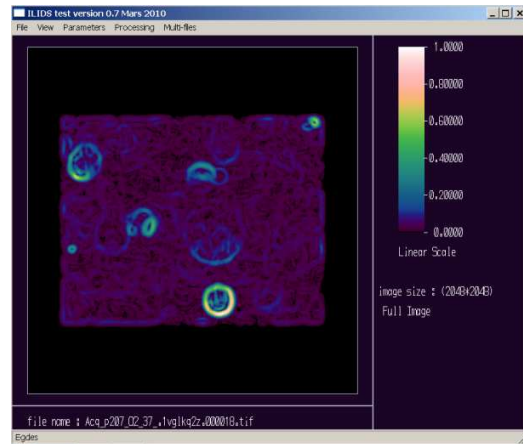 ILIDS test version 0.7 Mars 2010
File View Parameters Processing Multi-files
1.0000
0.80000
0.60000
0.40000
0.20000
0.0000
Linear Scale
image size : (2048*2048)
Full Image
file name : Acq_p207_02_37_.1vglkq2z.000018.tif
Egdes